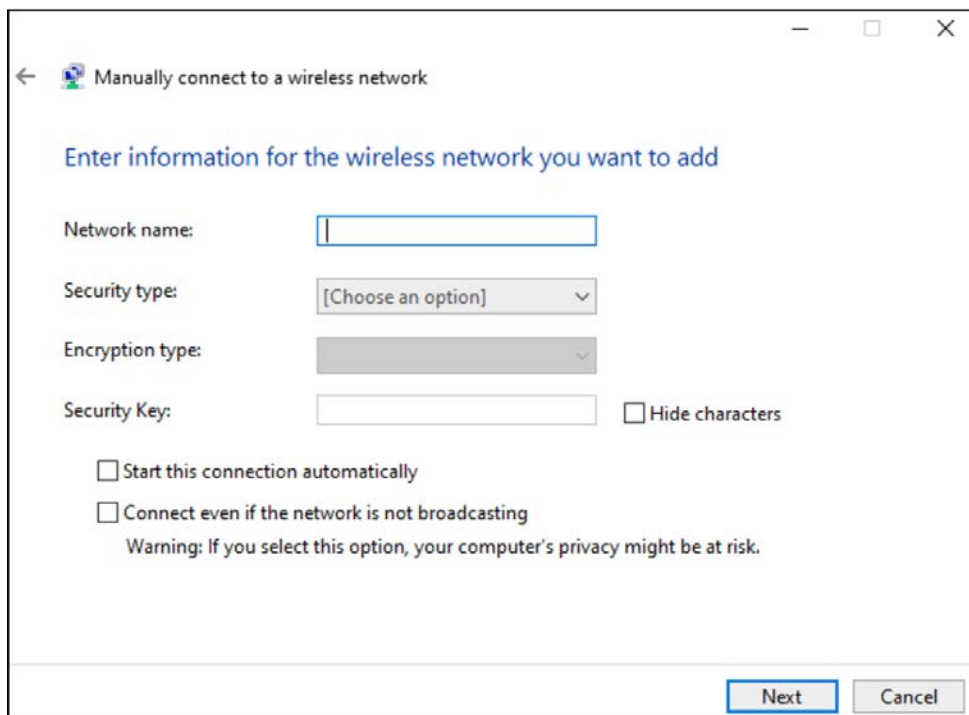 Manually connect to a wireless network
Enter information for the wireless network you want to add
Network name:
Security type:
[Choose an option]
Encryption type:
Security Key:
Hide characters
Start this connection automatically
Connect even if the network is not broadcasting
Warning: If you select this option, your computer's privacy might be at risk.
Next
Cancel